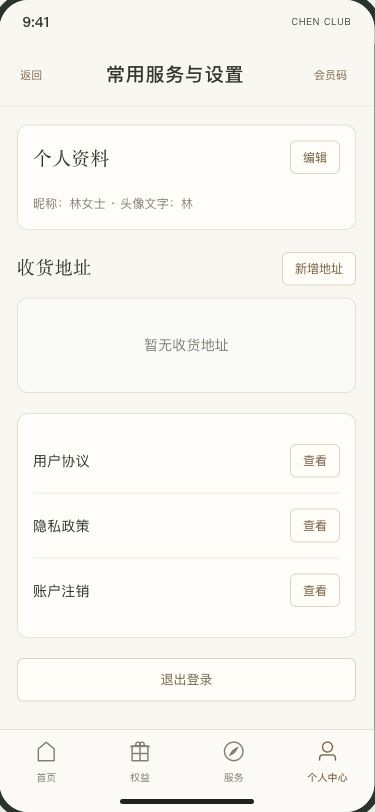 9:41 CHEN CLUB
返回 常用服务与设置 会员码
个人资料 编辑
昵称：林女士 · 头像文字：林
收货地址 新增地址
暂无收货地址
用户协议 查看
隐私政策 查看
账户注销 查看
退出登录
首页 权益 服务 个人中心